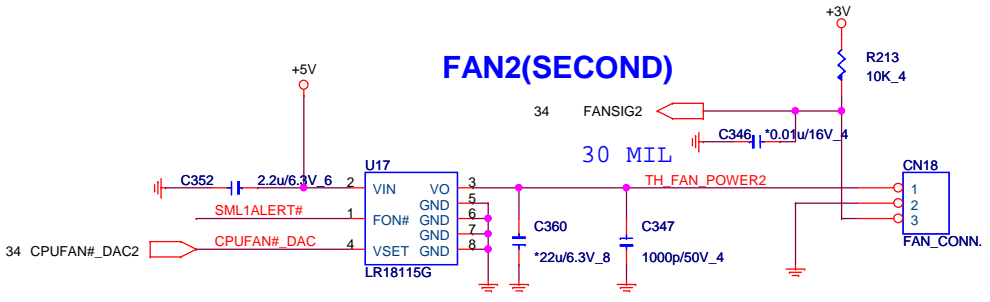 +3V
FAN2(SECOND)
R213
10K_4
+5V
34 FANSIG2
C346 *0.01u/16V_4
30 MIL
U17
CN18
C352 2.2u/6.3V_6 2 VIN VO 3 TH_FAN_POWER2 1
GND 5 2
SML1ALERT# 1 FON# GND 6 3
GND 7
C360
C347
34 CPUFAN#_DAC2 CPUFAN#_DAC 4 VSET GND 8
FAN_CONN.
*22u/6.3V_8
1000p/50V_4
LR18115G